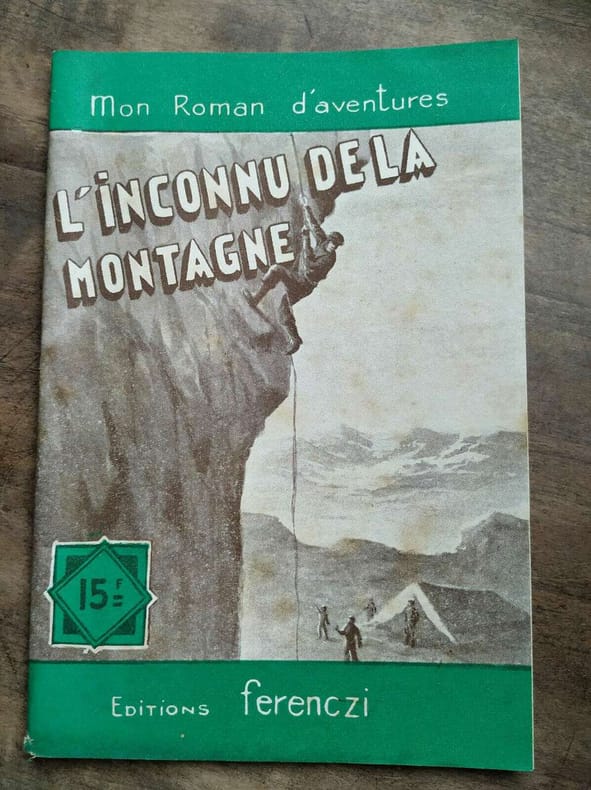 Mon Roman d'aventures
L'INCONNU DE LA
MONTAGNE
15 F
EDITIONS ferenczi